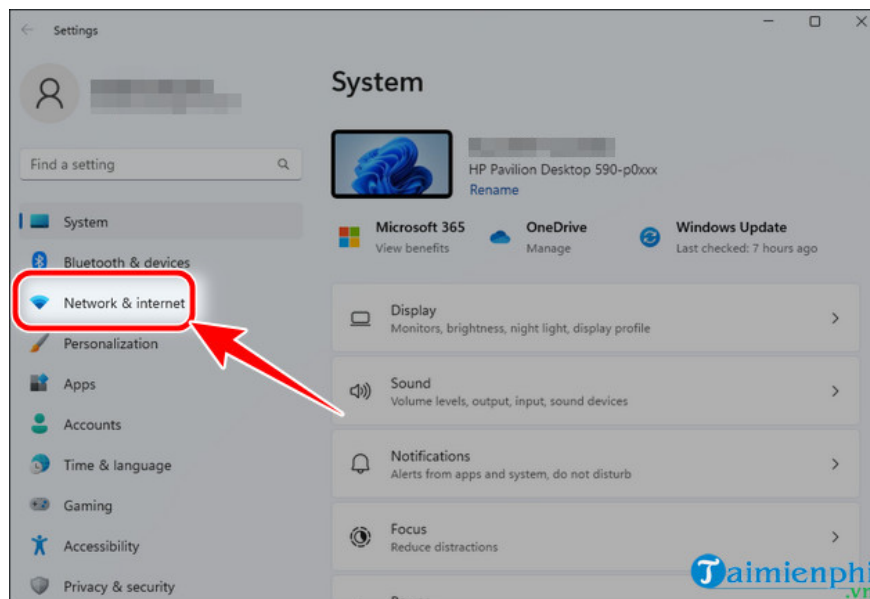 Settings
System
Find a setting
HP Pavilion Desktop 590-p0xxx
Rename
System
Microsoft 365
View benefits
OneDrive
Manage
Windows Update
Last checked: 7 hours ago
Bluetooth & devices
Network & internet
Personalization
Apps
Accounts
Time & language
Gaming
Accessibility
Privacy & security
Display
Monitors, brightness, night light, display profile
Sound
Volume levels, output, input, sound devices
Notifications
Alerts from apps and system, do not disturb
Focus
Reduce distractions
Taimienphi
.vn